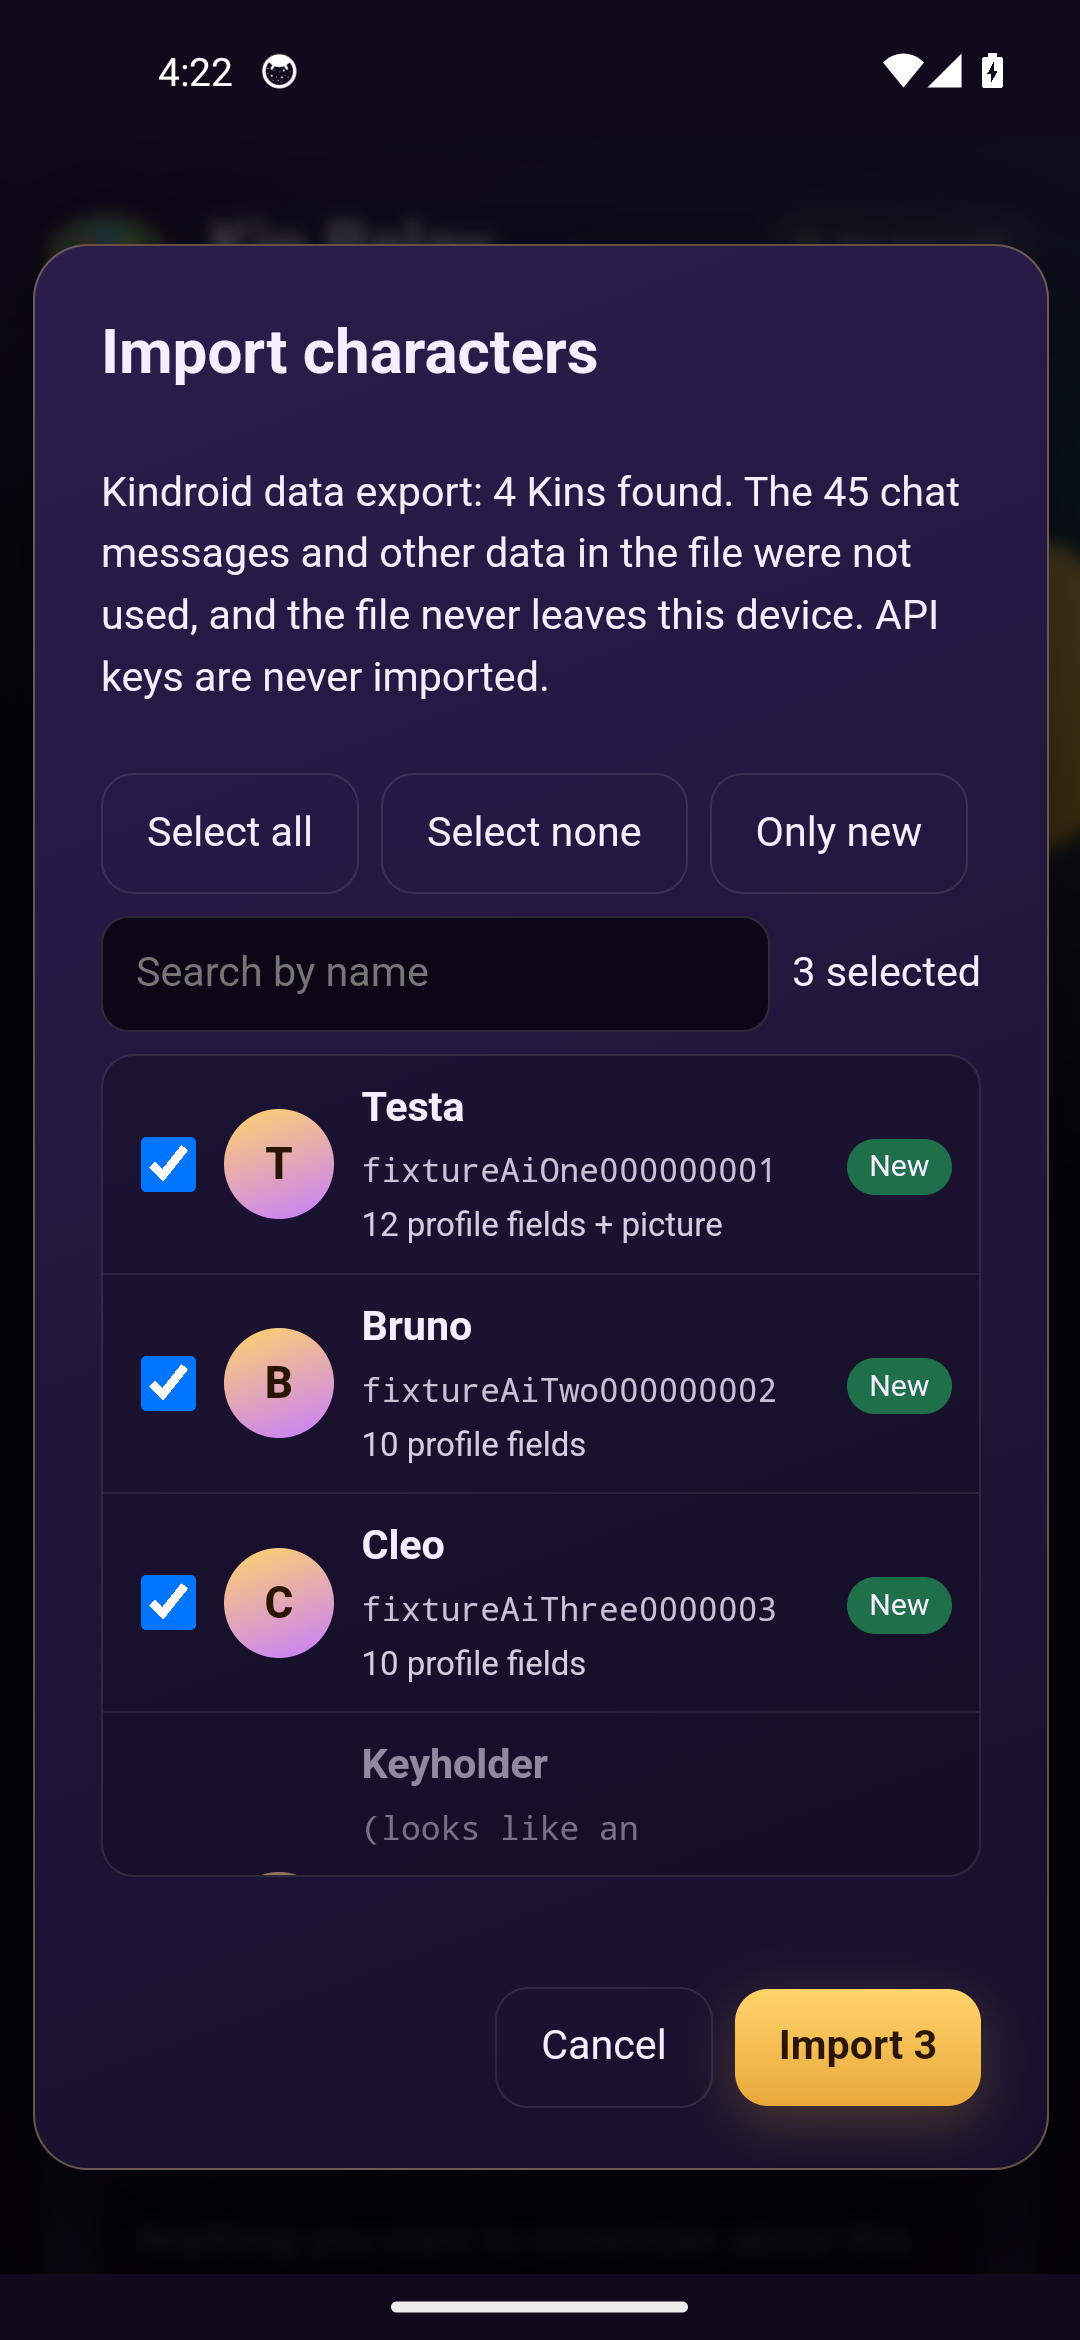 4:22
Import characters
Kindroid data export: 4 Kins found. The 45 chat
messages and other data in the file were not
used, and the file never leaves this device. API
keys are never imported.
Select all
Select none
Only new
Search by name
3 selected
T
Testa
fixtureAiOne000000001
12 profile fields + picture
New
B
Bruno
fixtureAiTwo000000002
10 profile fields
New
C
Cleo
fixtureAiThree0000003
10 profile fields
New
Keyholder
(looks like an
Cancel
Import 3